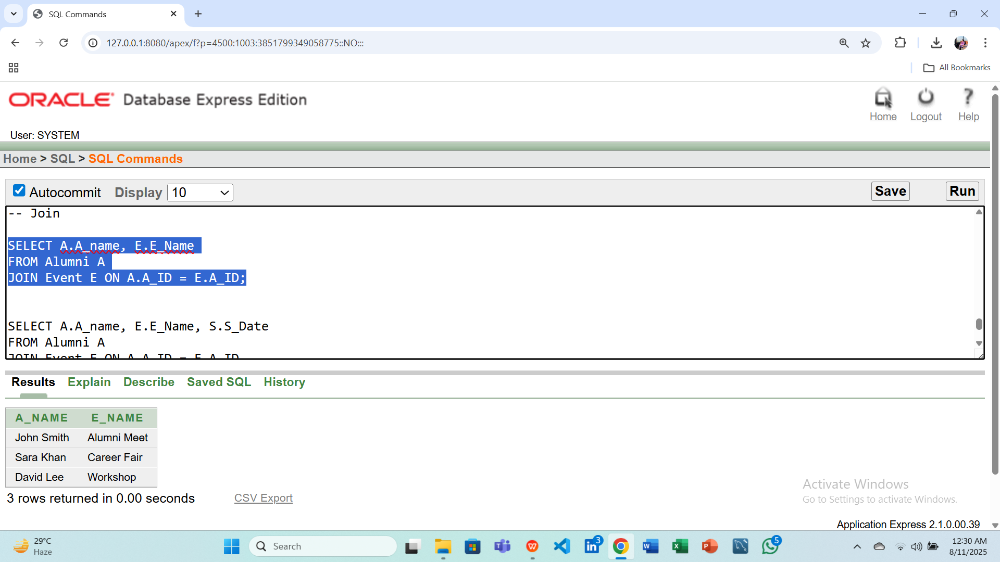 SQL Commands
127.0.0.1:8080/apex/f?p=4500:1003:3851799349058775::NO:::
All Bookmarks
ORACLE® Database Express Edition
Home Logout Help
User: SYSTEM
Home > SQL > SQL Commands
Autocommit Display 10 Save Run
-- Join
SELECT A.A_name, E.E_Name
FROM Alumni A
JOIN Event E ON A.A_ID = E.A_ID;
SELECT A.A_name, E.E_Name, S.S_Date
FROM Alumni A
JOIN Event E ON A.A_ID = E.A_ID
Results Explain Describe Saved SQL History
A_NAME E_NAME
John Smith Alumni Meet
Sara Khan Career Fair
David Lee Workshop
3 rows returned in 0.00 seconds CSV Export
Activate Windows
Go to Settings to activate Windows.
Application Express 2.1.0.00.39
29°C
Haze
Search
3
5
12:30 AM
8/11/2025